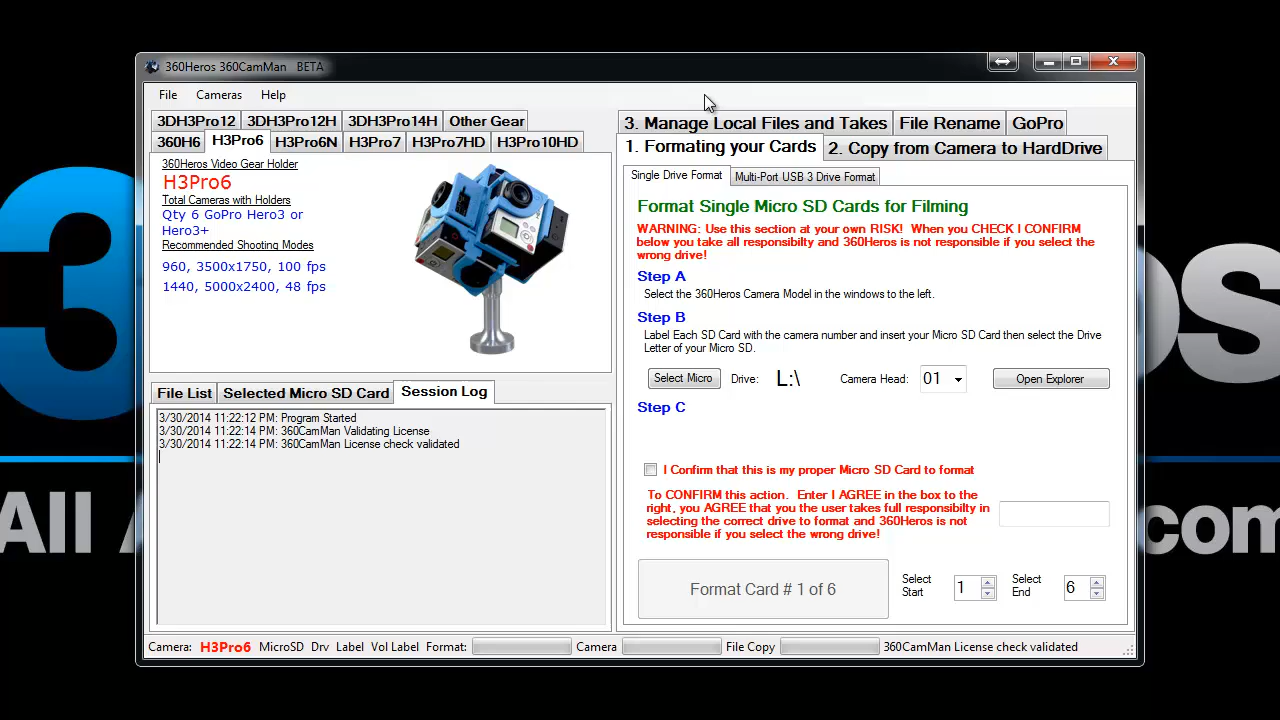 360Heros 360CamMan BETA
File Cameras Help
3DH3Pro12 3DH3Pro12H 3DH3Pro14H Other Gear
360H6 H3Pro6 H3Pro6N H3Pro7 H3Pro7HD H3Pro10HD
360Heros Video Gear Holder
H3Pro6
Total Cameras with Holders
Qty 6 GoPro Hero3 or
Hero3+
Recommended Shooting Modes
960, 3500x1750, 100 fps
1440, 5000x2400, 48 fps
File List Selected Micro SD Card Session Log
3/30/2014 11:22:12 PM: Program Started
3/30/2014 11:22:14 PM: 360CamMan Validating License
3/30/2014 11:22:14 PM: 360CamMan License check validated
3. Manage Local Files and Takes File Rename GoPro
1. Formating your Cards 2. Copy from Camera to HardDrive
Single Drive Format Multi-Port USB 3 Drive Format
Format Single Micro SD Cards for Filming
WARNING: Use this section at your own RISK! When you CHECK I CONFIRM
below you take all responsibilty and 360Heros is not responsible if you select the
wrong drive!
Step A
Select the 360Heros Camera Model in the windows to the left.
Step B
Label Each SD Card with the camera number and insert your Micro SD Card then select the Drive
Letter of your Micro SD.
Select Micro Drive: L:\ Camera Head: 01 Open Explorer
Step C
I Confirm that this is my proper Micro SD Card to format
To CONFIRM this action. Enter I AGREE in the box to the
right, you AGREE that you the user takes full responsibilty in
selecting the correct drive to format and 360Heros is not
responsible if you select the wrong drive!
Format Card # 1 of 6 Select Start 1 Select End 6
Camera: H3Pro6 MicroSD Drv Label Vol Label Format: Camera File Copy 360CamMan License check validated
3 os
All A com